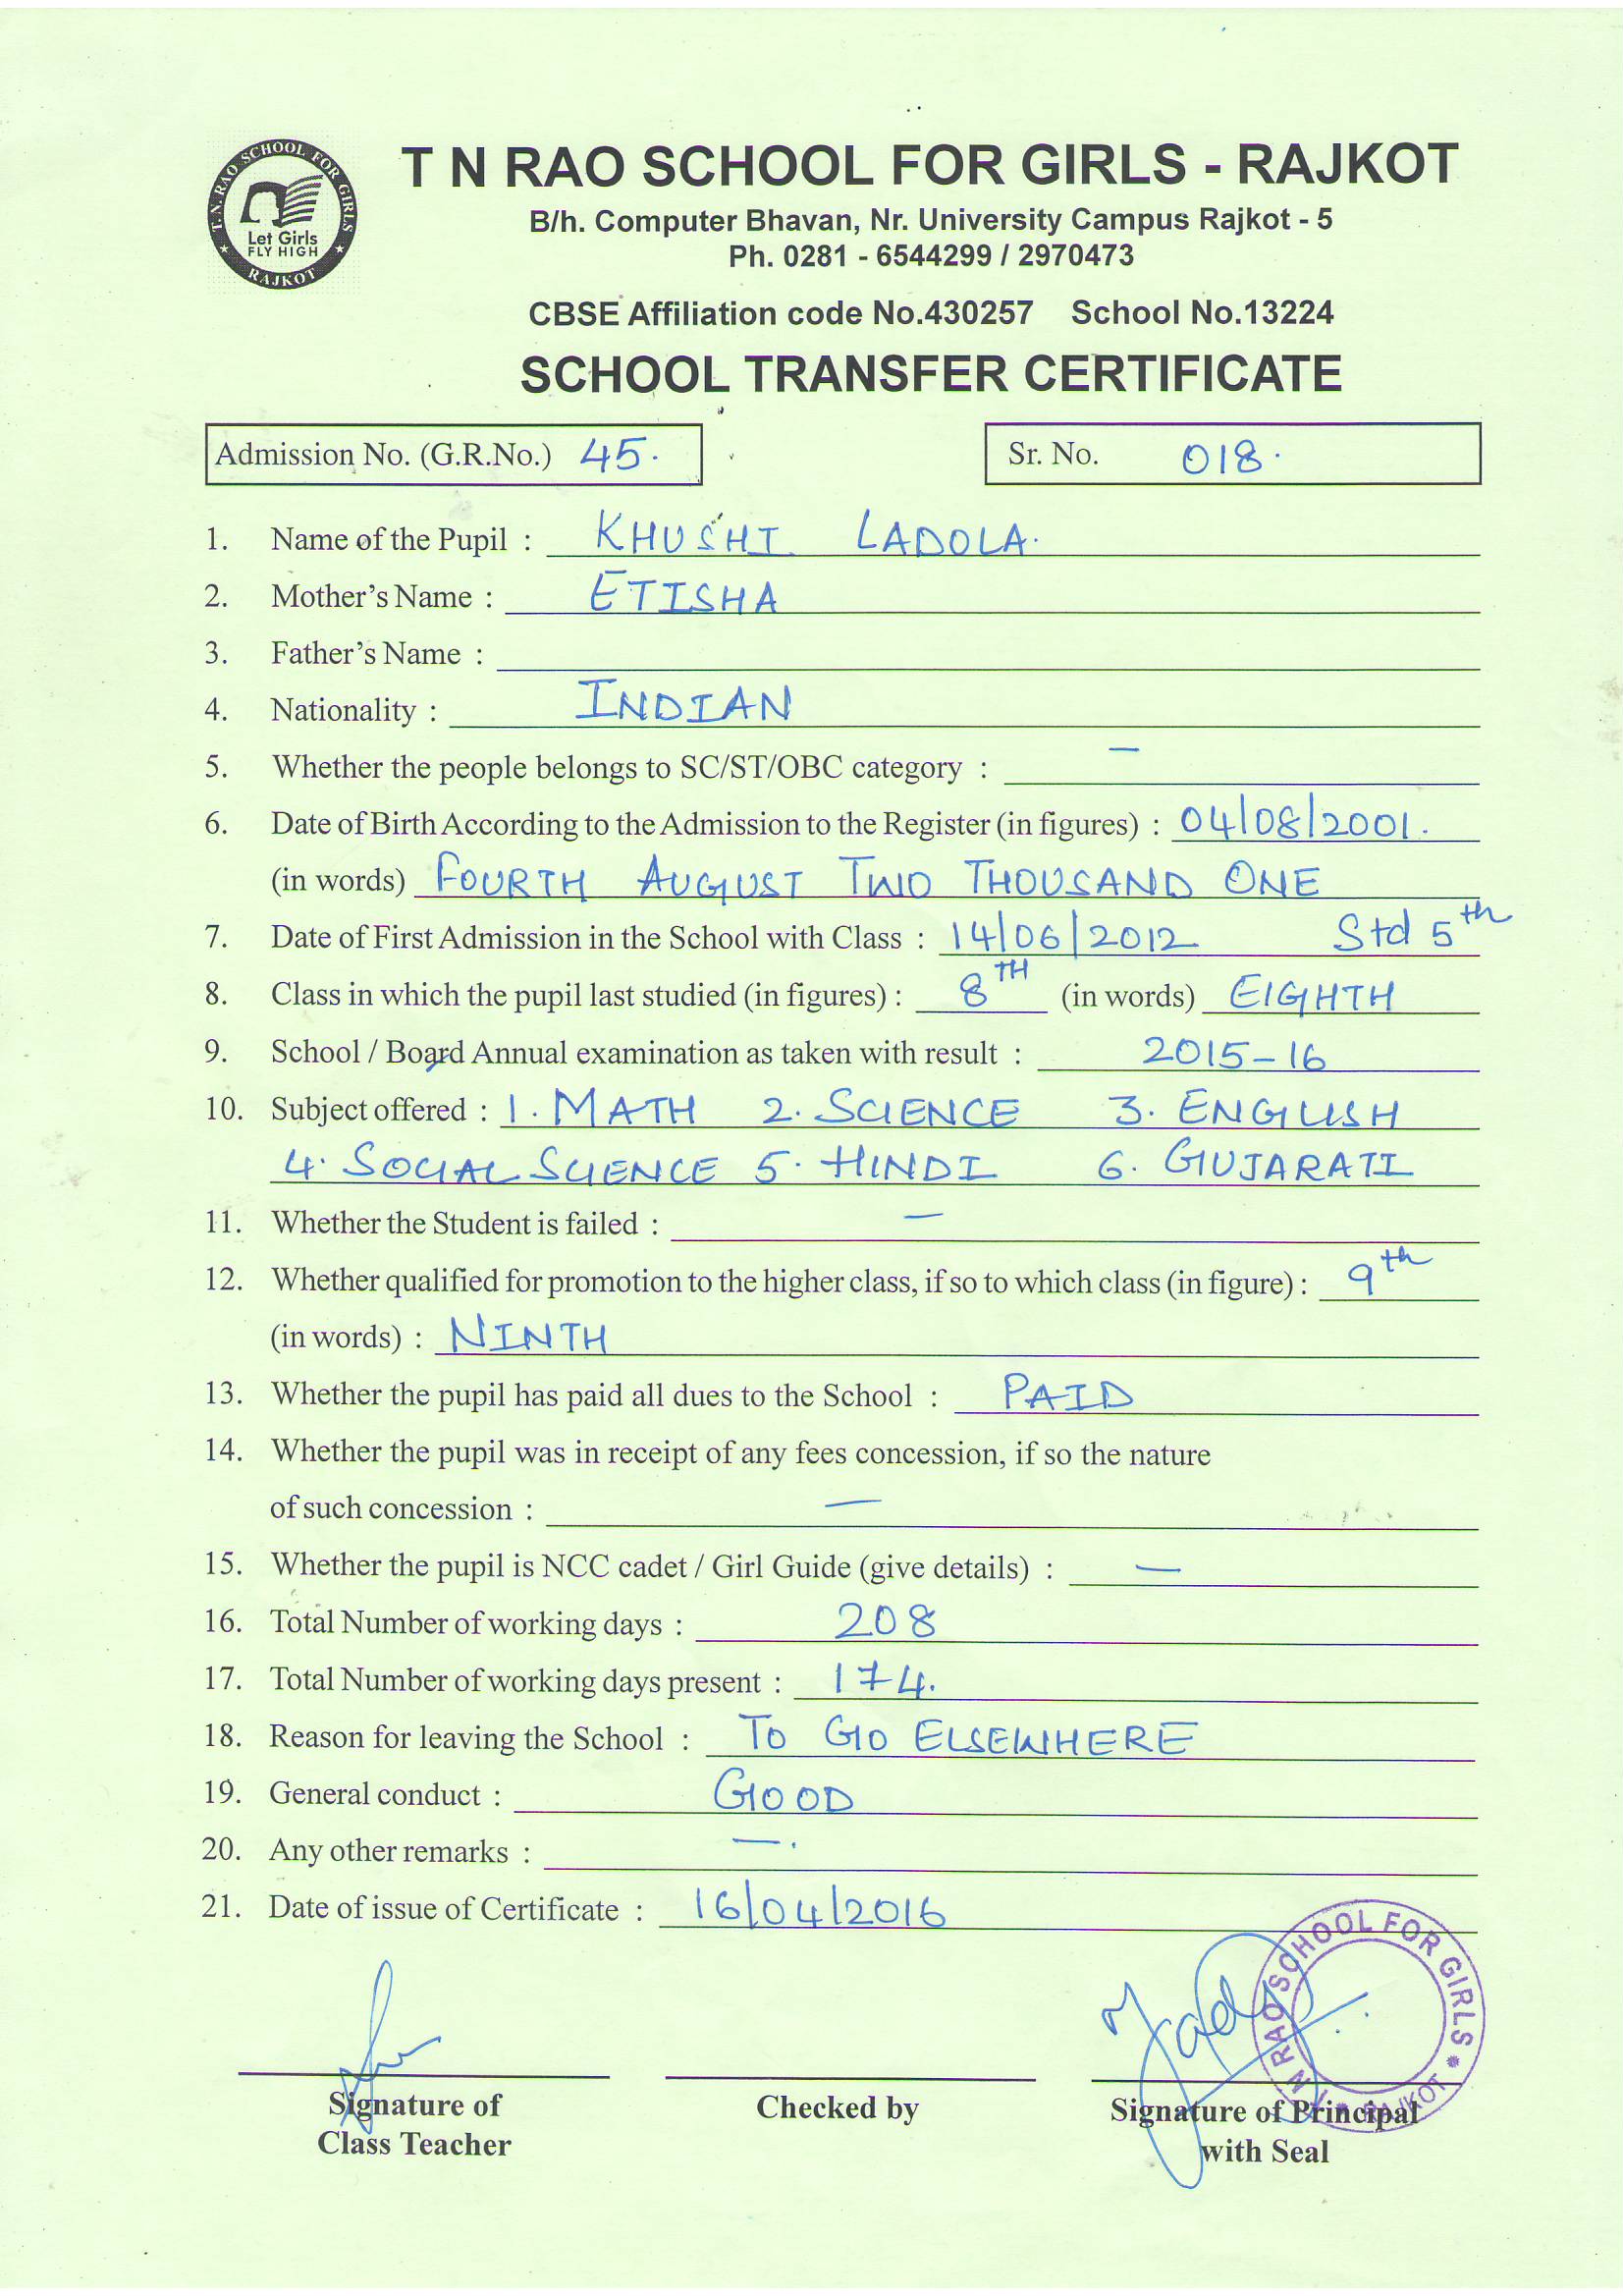 T. N. RAO SCHOOL FOR GIRLS
Let Girls
FLY HIGH
RAJKOT
T N RAO SCHOOL FOR GIRLS - RAJKOT
B/h. Computer Bhavan, Nr. University Campus Rajkot - 5
Ph. 0281 - 6544299 / 2970473
CBSE Affiliation code No.430257 School No.13224
SCHOOL TRANSFER CERTIFICATE
Admission No. (G.R.No.) 45. Sr. No. 018.
1. Name of the Pupil : KHUSHI LADOLA.
2. Mother's Name : ETISHA
3. Father's Name :
4. Nationality : INDIAN
5. Whether the people belongs to SC/ST/OBC category : —
6. Date of Birth According to the Admission to the Register (in figures) : 04/08/2001.
(in words) FOURTH AUGUST TWO THOUSAND ONE
7. Date of First Admission in the School with Class : 14/06/2012 Std 5th
8. Class in which the pupil last studied (in figures) : 8TH (in words) EIGHTH
9. School / Board Annual examination as taken with result : 2015-16
10. Subject offered : 1. MATH 2. SCIENCE 3. ENGLISH
4. SOCIAL SCIENCE 5. HINDI 6. GUJARATI
11. Whether the Student is failed : —
12. Whether qualified for promotion to the higher class, if so to which class (in figure) : 9th
(in words) : NINTH
13. Whether the pupil has paid all dues to the School : PAID
14. Whether the pupil was in receipt of any fees concession, if so the nature
of such concession : —
15. Whether the pupil is NCC cadet / Girl Guide (give details) : —
16. Total Number of working days : 208
17. Total Number of working days present : 174.
18. Reason for leaving the School : TO GO ELSEWHERE
19. General conduct : GOOD
20. Any other remarks : —.
21. Date of issue of Certificate : 16/04/2016
T N RAO SCHOOL FOR GIRLS
RAJKOT
Signature of Checked by Signature of Principal
Class Teacher with Seal